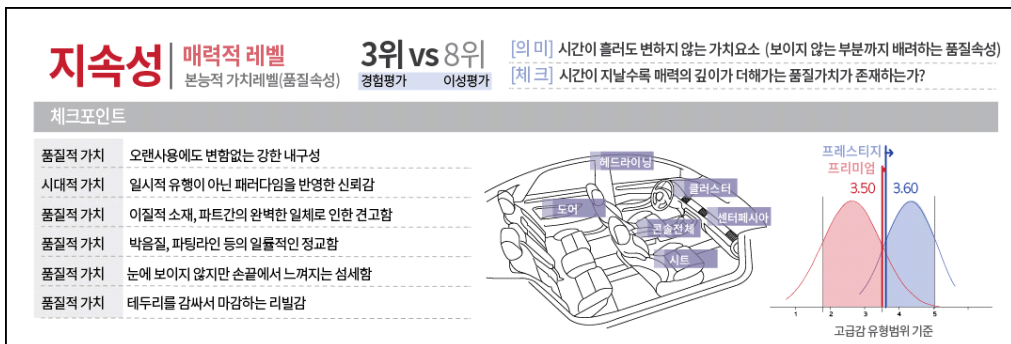 지속성
매력적 레벨
본능적 가치레벨(품질속성)
3위 vs 8위
경험평가 이성평가
[의 미] 시간이 흘러도 변하지 않는 가치요소 (보이지 않는 부분까지 배려하는 품질속성)
[체 크] 시간이 지날수록 매력의 깊이가 더해가는 품질가치가 존재하는가?
체크포인트
품질적 가치 오랜사용에도 변함없는 강한 내구성
시대적 가치 일시적 유행이 아닌 패러다임을 반영한 신뢰감
품질적 가치 이질적 소재, 파트간의 완벽한 일체로 인한 견고함
품질적 가치 박음질, 파팅라인 등의 일률적인 정교함
품질적 가치 눈에 보이지 않지만 손끝에서 느껴지는 섬세함
품질적 가치 테두리를 감싸서 마감하는 리빌감
헤드라이닝
클러스터
도어
센터페시아
콘솔전체
시트
프레스티지
프리미엄
3.50 3.60
1 2 3 4 5
고급감 유형범위 기준